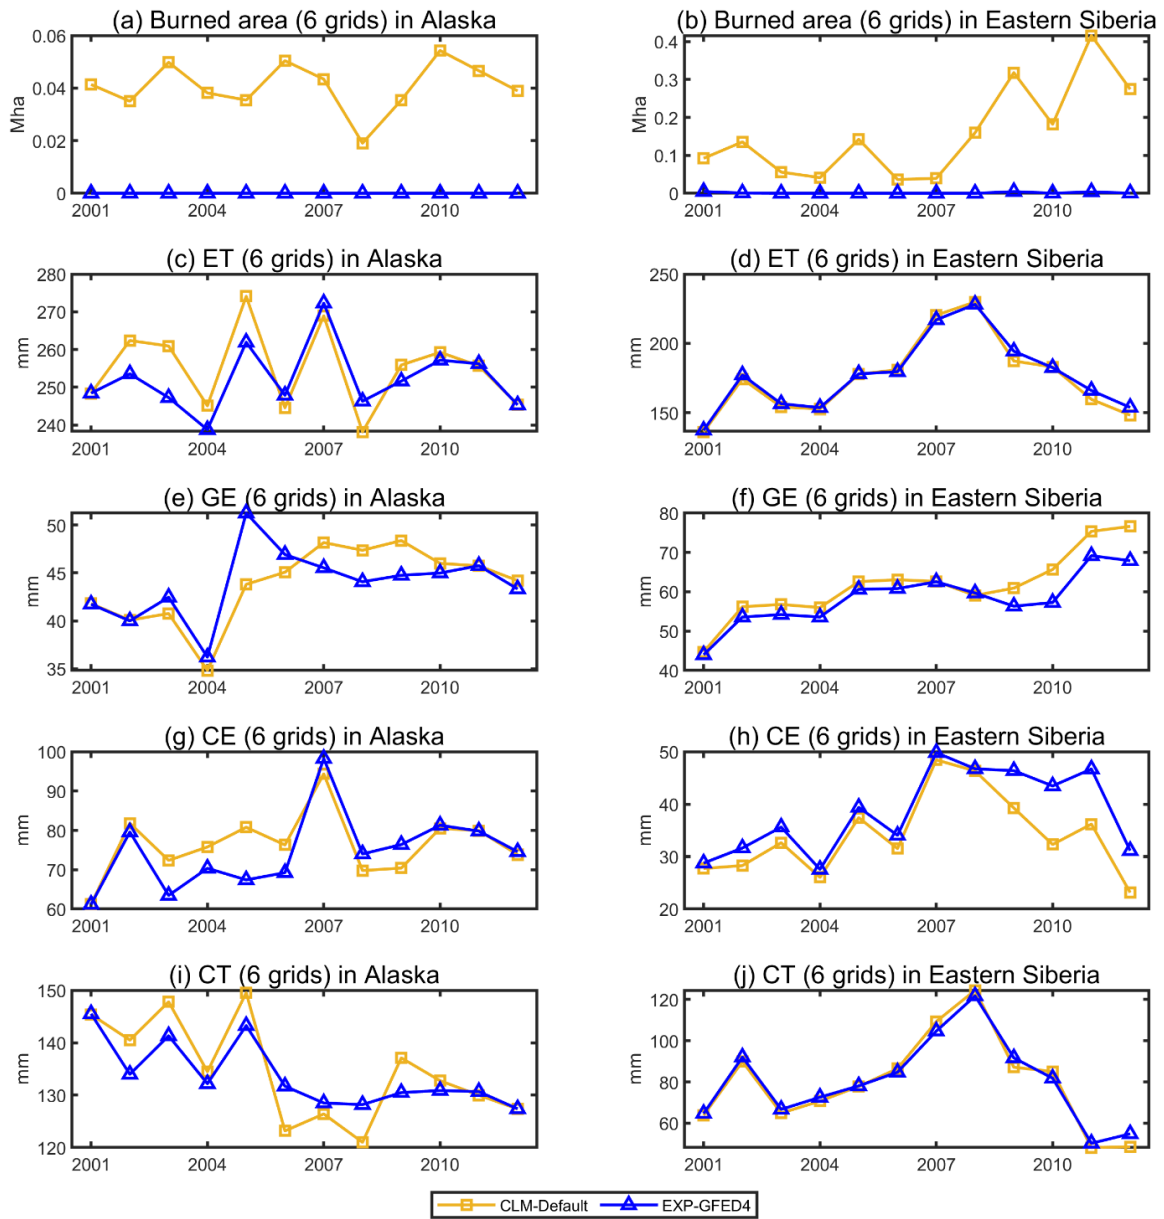 (a) Burned area (6 grids) in Alaska
0.06
0.04
0.02
0
Mha
2001 2004 2007 2010
(b) Burned area (6 grids) in Eastern Siberia
0.4
0.3
0.2
0.1
0
Mha
2001 2004 2007 2010
(c) ET (6 grids) in Alaska
280
270
260
250
240
mm
2001 2004 2007 2010
(d) ET (6 grids) in Eastern Siberia
250
200
150
mm
2001 2004 2007 2010
(e) GE (6 grids) in Alaska
50
45
40
35
mm
2001 2004 2007 2010
(f) GE (6 grids) in Eastern Siberia
80
70
60
50
40
mm
2001 2004 2007 2010
(g) CE (6 grids) in Alaska
100
90
80
70
60
mm
2001 2004 2007 2010
(h) CE (6 grids) in Eastern Siberia
50
40
30
20
mm
2001 2004 2007 2010
(i) CT (6 grids) in Alaska
150
140
130
120
mm
2001 2004 2007 2010
(j) CT (6 grids) in Eastern Siberia
120
100
80
60
mm
2001 2004 2007 2010
CLM-Default EXP-GFED4